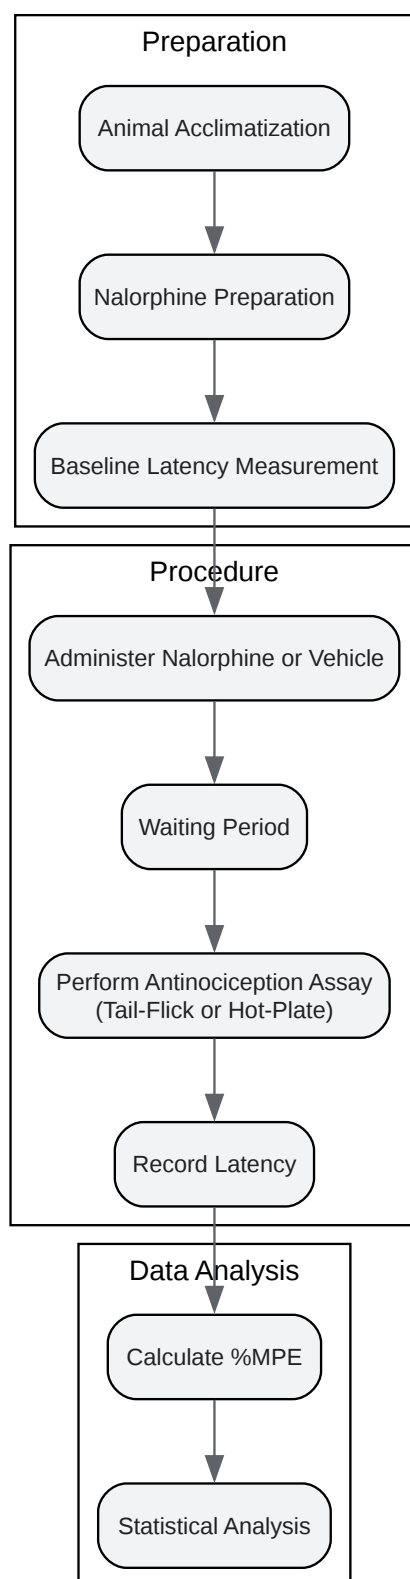 Preparation
Animal Acclimatization
Nalorphine Preparation
Baseline Latency Measurement
Procedure
Administer Nalorphine or Vehicle
Waiting Period
Perform Antinociception Assay
(Tail-Flick or Hot-Plate)
Record Latency
Data Analysis
Calculate %MPE
Statistical Analysis